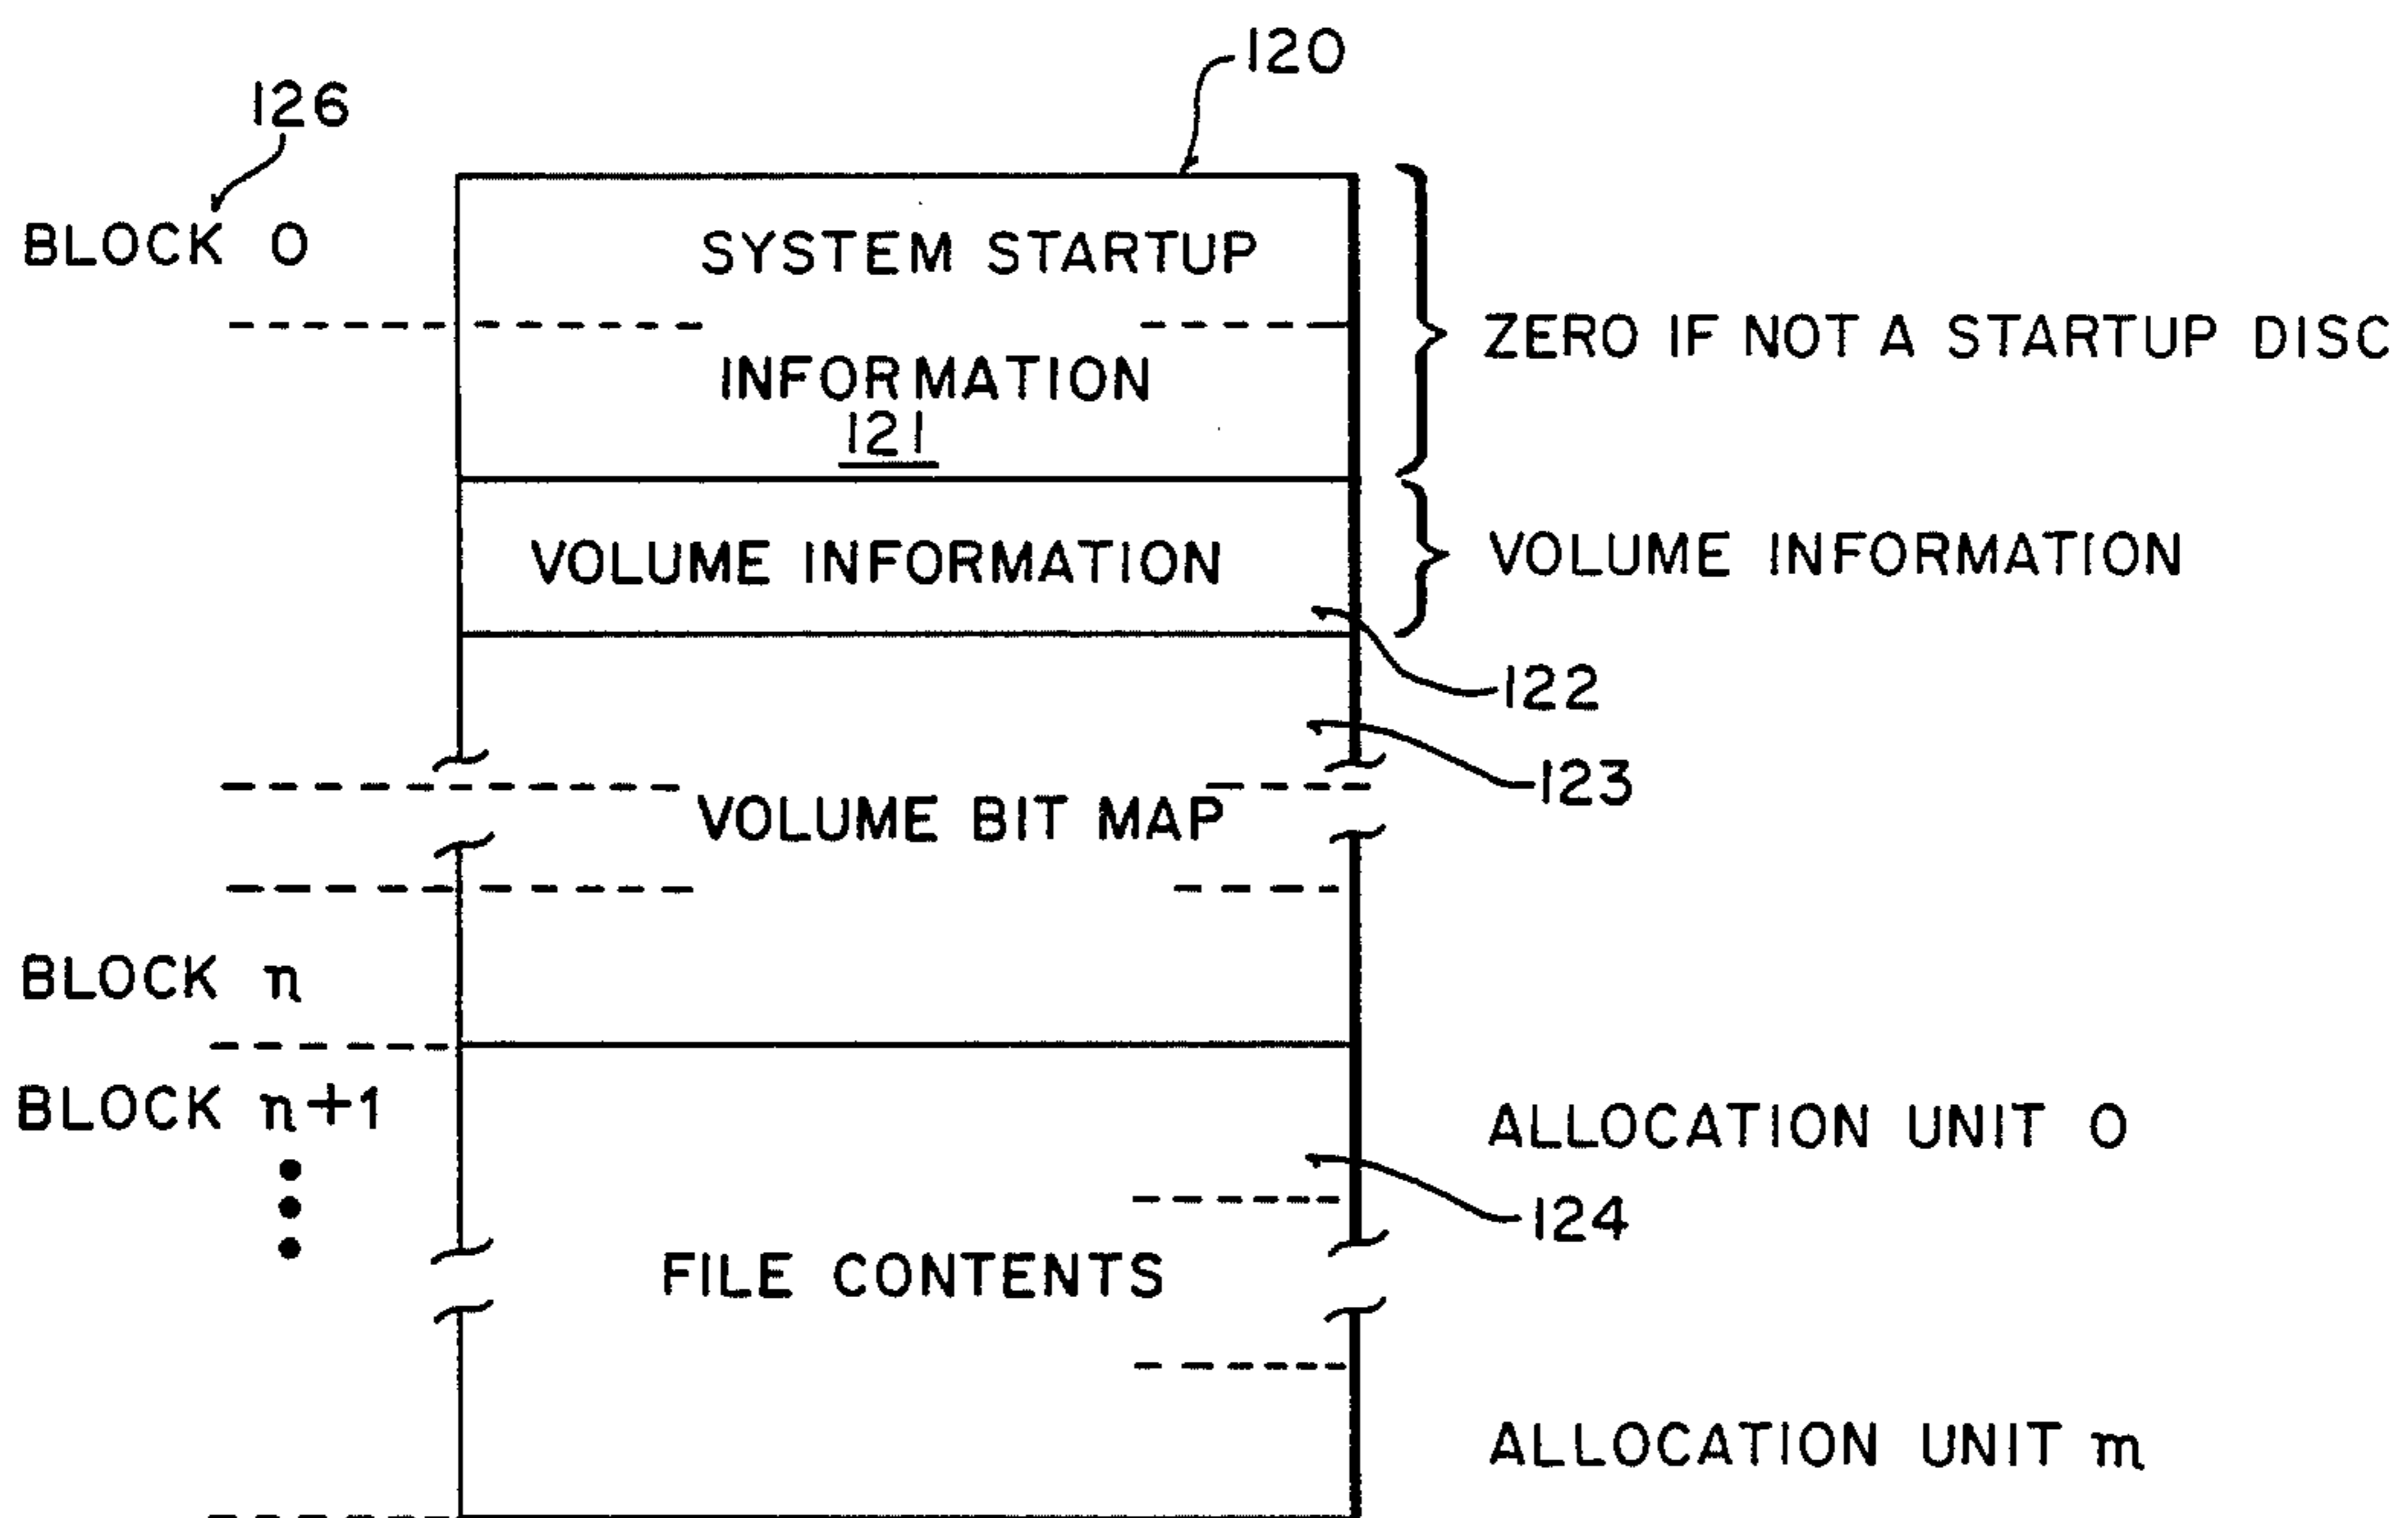 120
126
BLOCK 0
SYSTEM STARTUP
ZERO IF NOT A STARTUP DISC
INFORMATION
121
VOLUME INFORMATION
VOLUME INFORMATION
122
123
VOLUME BIT MAP
BLOCK n
BLOCK n+1
ALLOCATION UNIT 0
124
FILE CONTENTS
ALLOCATION UNIT m